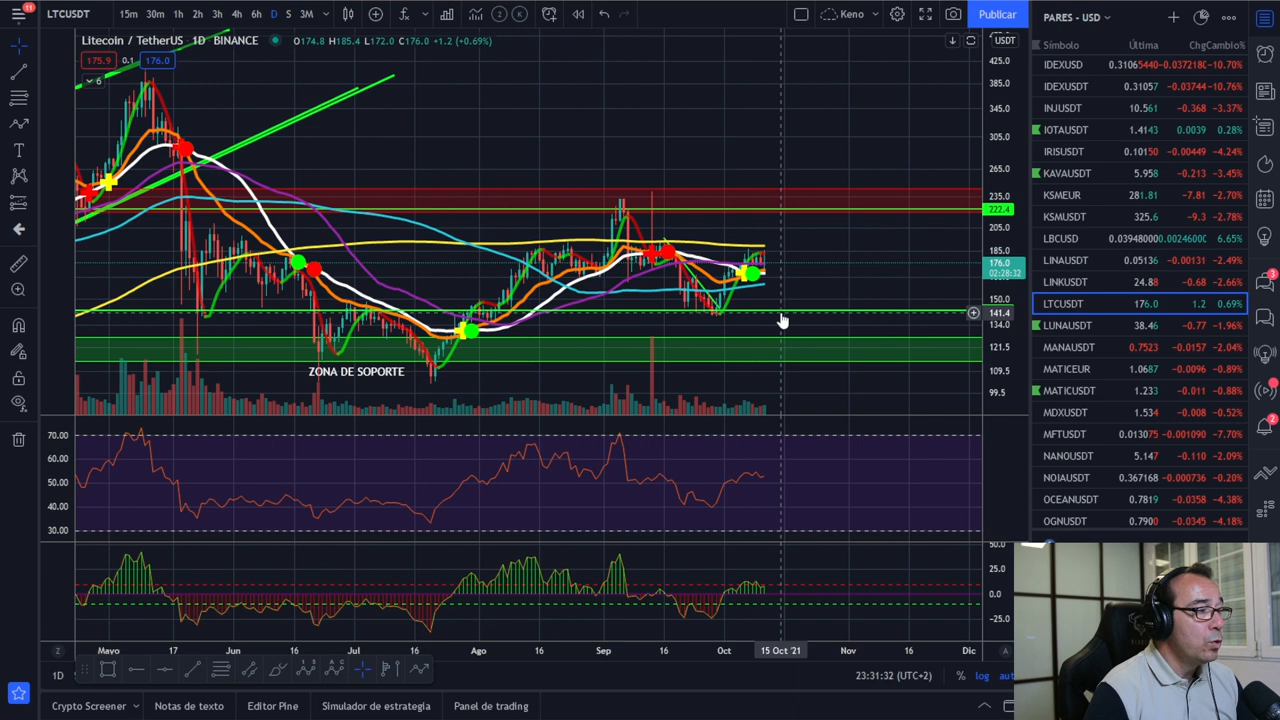 11
LTCUSDT
15m 30m 1h 2h 3h 4h 6h D S 3M
2 K
Keno
Publicar
Litecoin / TetherUS · 1D · BINANCE
O174.8 H185.4 L172.0 C176.0 +1.2 (+0.69%)
USDT
175.9 0.1 176.0
6
425.0
385.0
345.0
305.0
265.0
235.0
222.4
205.0
185.0
176.0
02:28:32
150.0
141.4
134.0
121.5
109.5
99.5
ZONA DE SOPORTE
70.00
60.00
50.00
40.00
30.00
50.0
25.0
0.0
−25.0
Z Mayo 17 Jun 16 Jul 16 Ago 16 Sep 16 Oct 15 Oct '21 Nov 16 Dic A
1D
23:31:32 (UTC+2) % log
Crypto Screener Notas de texto Editor Pine Simulador de estrategia Panel de trading
PARES - USD
Símbolo Última Chg Cambio%
IDEXUSD 0.31065440 −0.037218 −10.70%
IDEXUSDT 0.31057 −0.03744 −10.76%
INJUSDT 10.561 −0.368 −3.37%
IOTAUSDT 1.4143 0.0039 0.28%
IRISUSDT 0.10150 −0.00449 −4.24%
KAVAUSDT 5.958 −0.213 −3.45%
KSMEUR 281.81 −7.81 −2.70%
KSMUSDT 325.6 −9.3 −2.78%
LBCUSD 0.03948000 0.0024600 6.65%
LINAUSDT 0.05136 −0.00131 −2.49%
LINKUSDT 24.88 −0.68 −2.66%
LTCUSDT 176.0 1.2 0.69%
LUNAUSDT 38.46 −0.77 −1.96%
MANAUSDT 0.7523 −0.0157 −2.04%
MATICEUR 1.0687 −0.0096 −0.89%
MATICUSDT 1.233 −0.011 −0.88%
MDXUSDT 1.534 −0.008 −0.52%
MFTUSDT 0.013075 −0.001090 −7.70%
NANOUSDT 5.147 −0.110 −2.09%
NOIAUSDT 0.367168 −0.000736 −0.20%
OCEANUSDT 0.7819 −0.0358 −4.38%
OGNUSDT 0.7900 −0.0345 −4.18%
3
2